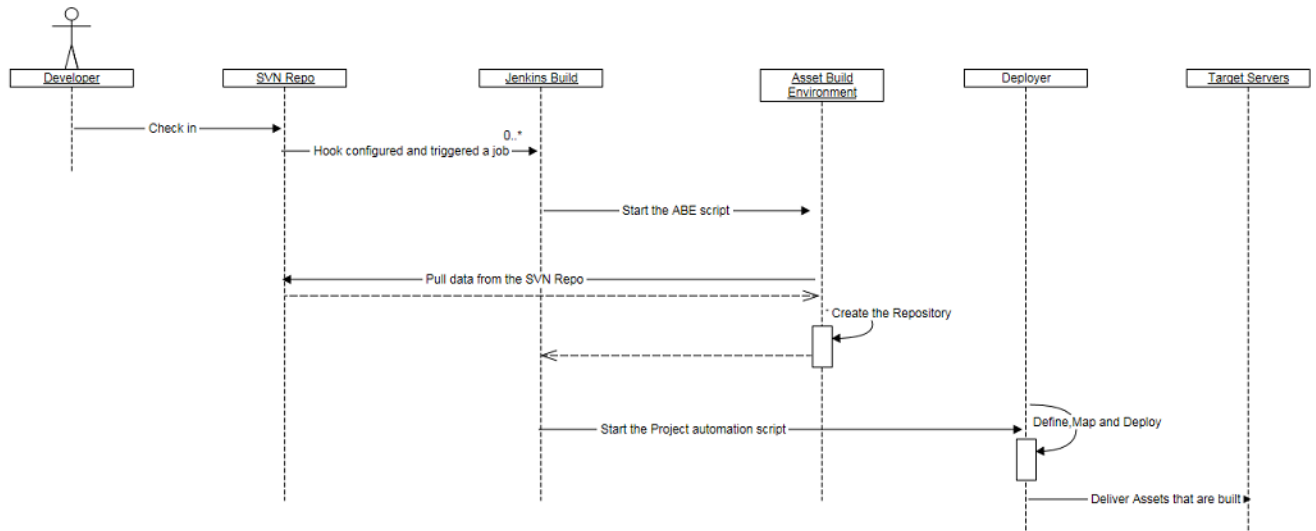 Developer
SVN Repo
Jenkins Build
Asset Build
Environment
Deployer
Target Servers
Check in
0..*
Hook configured and triggered a job
Start the ABE script
Pull data from the SVN Repo
Create the Repository
Define,Map and Deploy
Start the Project automation script
Deliver Assets that are built